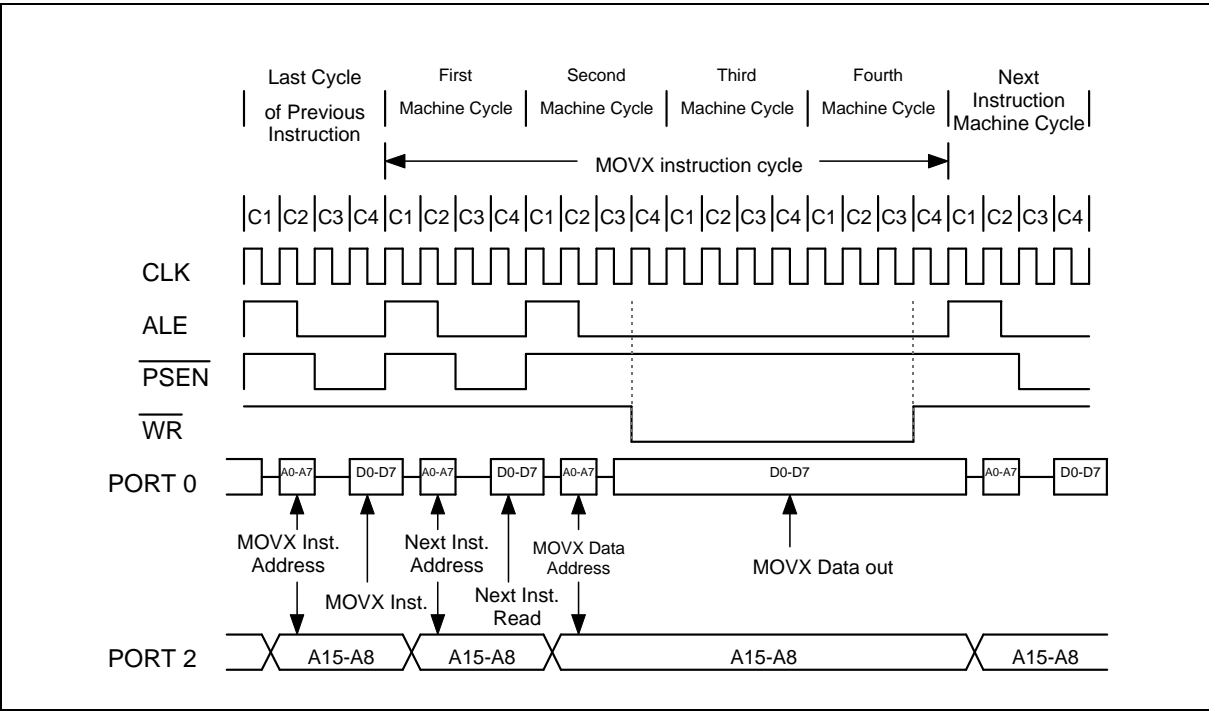 Last Cycle
of Previous
Instruction
First
Machine Cycle
Second
Machine Cycle
Third
Machine Cycle
Fourth
Machine Cycle
Next
Instruction
Machine Cycle
MOVX instruction cycle
C1 C2 C3 C4 C1 C2 C3 C4 C1 C2 C3 C4 C1 C2 C3 C4 C1 C2 C3 C4 C1 C2 C3 C4
CLK
ALE
PSEN
WR
PORT 0
A0-A7 D0-D7 A0-A7 D0-D7 A0-A7 D0-D7 A0-A7 D0-D7
MOVX Inst.
Address
MOVX Inst.
Next Inst.
Address
Next Inst.
Read
MOVX Data
Address
MOVX Data out
PORT 2
A15-A8 A15-A8 A15-A8 A15-A8